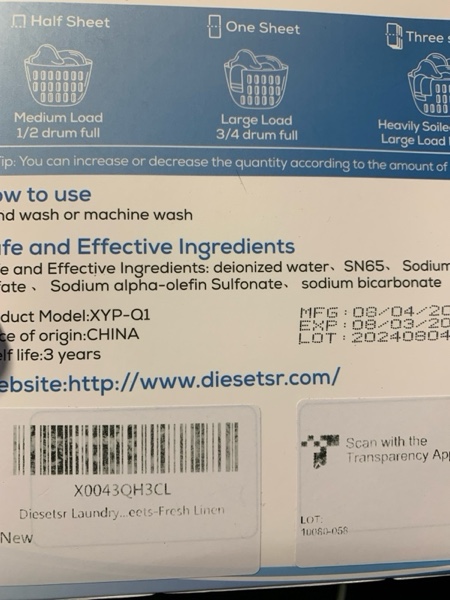 Half Sheet
One Sheet
Three s
Medium Load
1/2 drum full
Large Load
3/4 drum full
Heavily Soile
Large Load
Tip: You can increase or decrease the quantity according to the amount of
ow to use
nd wash or machine wash
fe and Effective Ingredients
e and Effective Ingredients: deionized water、 SN65、 Sodium
fate 、 Sodium alpha-olefin Sulfonate、 sodium bicarbonate
duct Model:XYP-Q1
ce of origin:CHINA
elf life:3 years
MFG : 08/04/20
EXP : 08/03/20
LOT : 20240804
ebsite:http://www.diesetsr.com/
X0043QH3CL
Diesetsr Laundry...eets-Fresh Linen
New
Scan with the
Transparency App
LOT:
10080-058